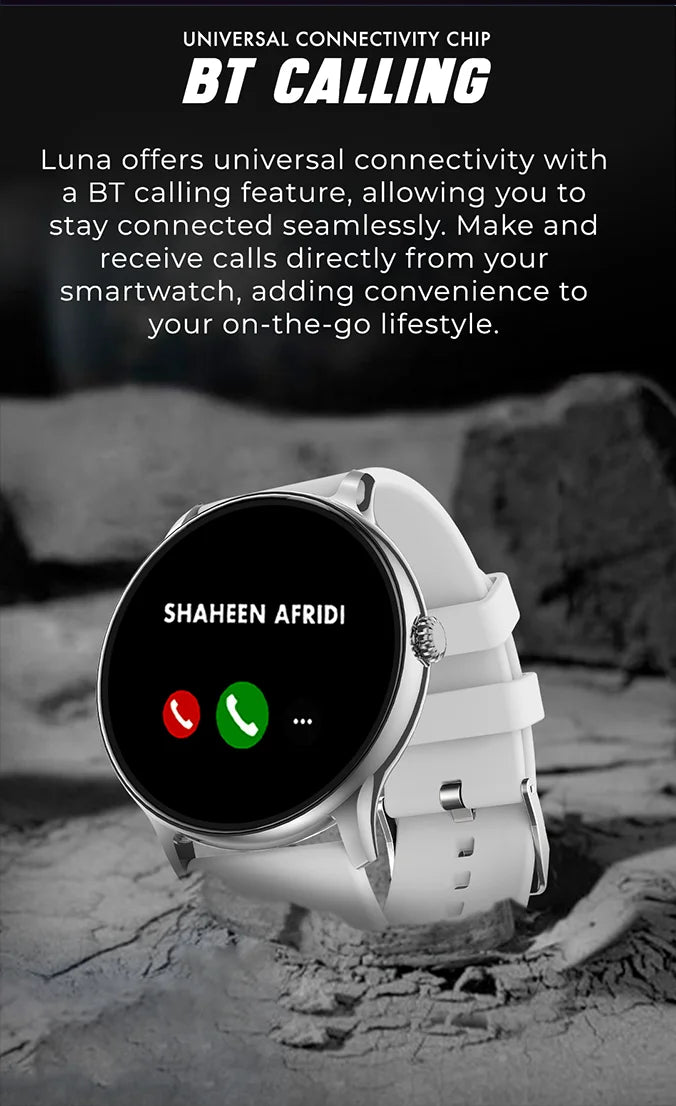 UNIVERSAL CONNECTIVITY CHIP
BT CALLING
Luna offers universal connectivity with
a BT calling feature, allowing you to
stay connected seamlessly. Make and
receive calls directly from your
smartwatch, adding convenience to
your on-the-go lifestyle.
SHAHEEN AFRIDI
...